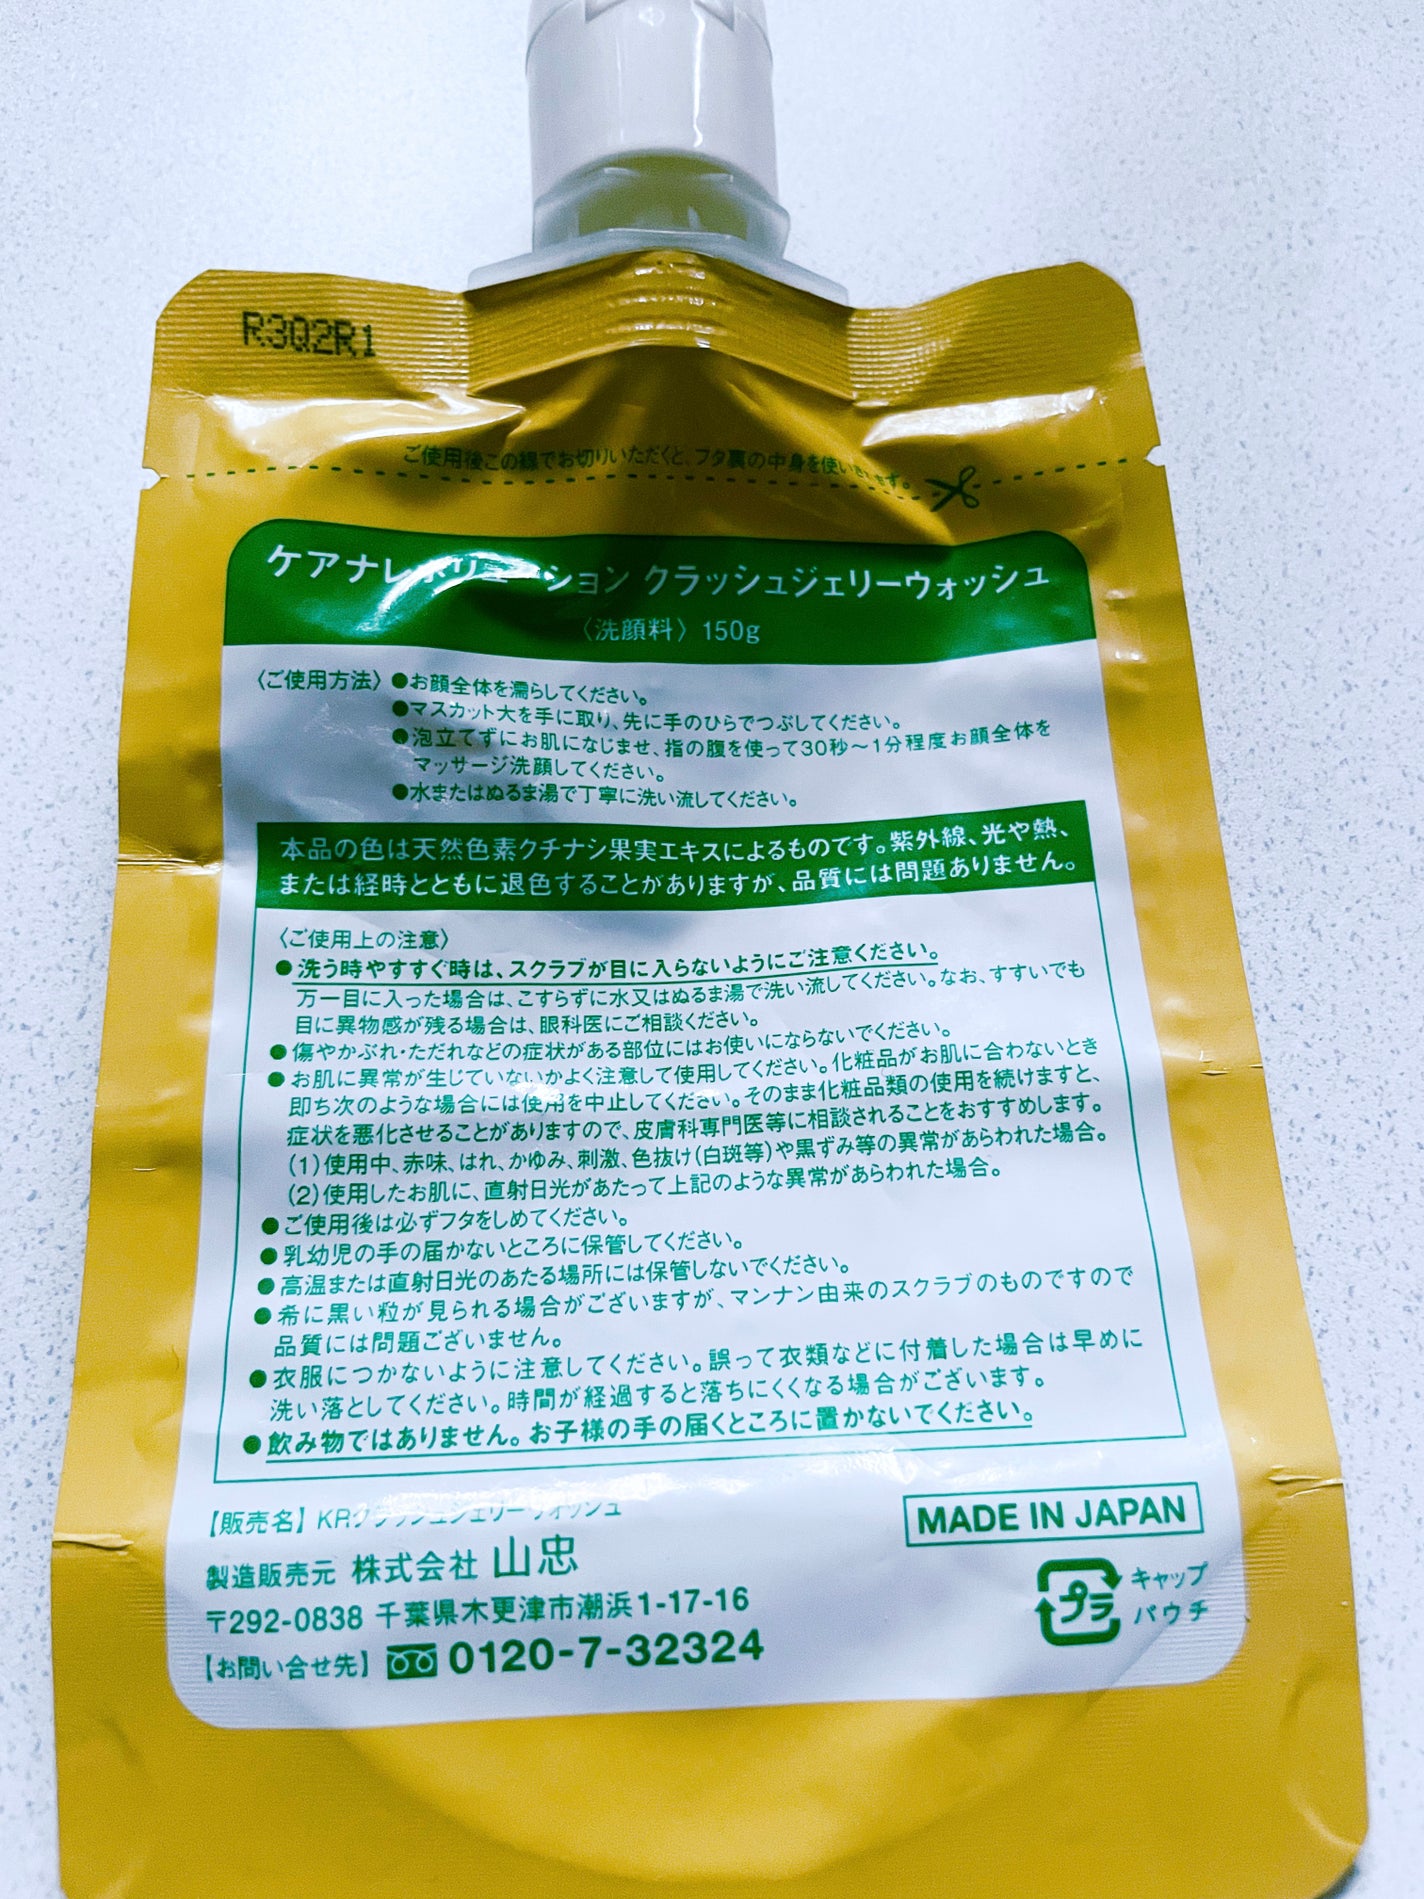 R3Q2R1
ご使用後この線でお切りいただくと、フタ裏の中身を使いきれます。
ケアナレボリューション クラッシュジェリーウォッシュ
〈洗顔料〉150g
〈ご使用方法〉●お顔全体を濡らしてください。
●マスカット大を手に取り、先に手のひらでつぶしてください。
●泡立てずにお肌になじませ、指の腹を使って30秒〜1分程度お顔全体を
マッサージ洗顔してください。
●水またはぬるま湯で丁寧に洗い流してください。
本品の色は天然色素クチナシ果実エキスによるものです。紫外線、光や熱、
または経時とともに退色することがありますが、品質には問題ありません。
〈ご使用上の注意〉
●洗う時やすすぐ時は、スクラブが目に入らないようにご注意ください。
万一目に入った場合は、こすらずに水又はぬるま湯で洗い流してください。なお、すすいでも
目に異物感が残る場合は、眼科医にご相談ください。
●傷やかぶれ・ただれなどの症状がある部位にはお使いにならないでください。
●お肌に異常が生じていないかよく注意して使用してください。化粧品がお肌に合わないとき
即ち次のような場合には使用を中止してください。そのまま化粧品類の使用を続けますと、
症状を悪化させることがありますので、皮膚科専門医等に相談されることをおすすめします。
(1)使用中、赤味、はれ、かゆみ、刺激、色抜け(白斑等)や黒ずみ等の異常があらわれた場合。
(2)使用したお肌に、直射日光があたって上記のような異常があらわれた場合。
●ご使用後は必ずフタをしめてください。
●乳幼児の手の届かないところに保管してください。
●高温または直射日光のあたる場所には保管しないでください。
●希に黒い粒が見られる場合がございますが、マンナン由来のスクラブのものですので
品質には問題ございません。
●衣服につかないように注意してください。誤って衣類などに付着した場合は早めに
洗い落としてください。時間が経過すると落ちにくくなる場合がございます。
●飲み物ではありません。お子様の手の届くところに置かないでください。
【販売名】KRクラッシュジェリーウォッシュ
製造販売元 株式会社 山忠
〒292-0838 千葉県木更津市潮浜1-17-16
【お問い合せ先】0120-7-32324
MADE IN JAPAN
プラ
キャップ
パウチ